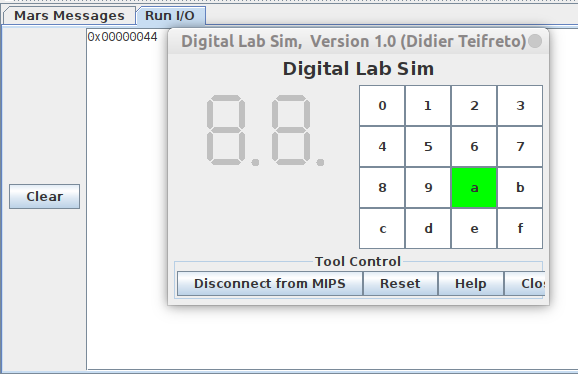 Mars Messages Run I/O
0x00000044
Clear
Digital Lab Sim, Version 1.0 (Didier Teifreto)
Digital Lab Sim
0 1 2 3
4 5 6 7
8 9 a b
c d e f
Tool Control
Disconnect from MIPS Reset Help Clos